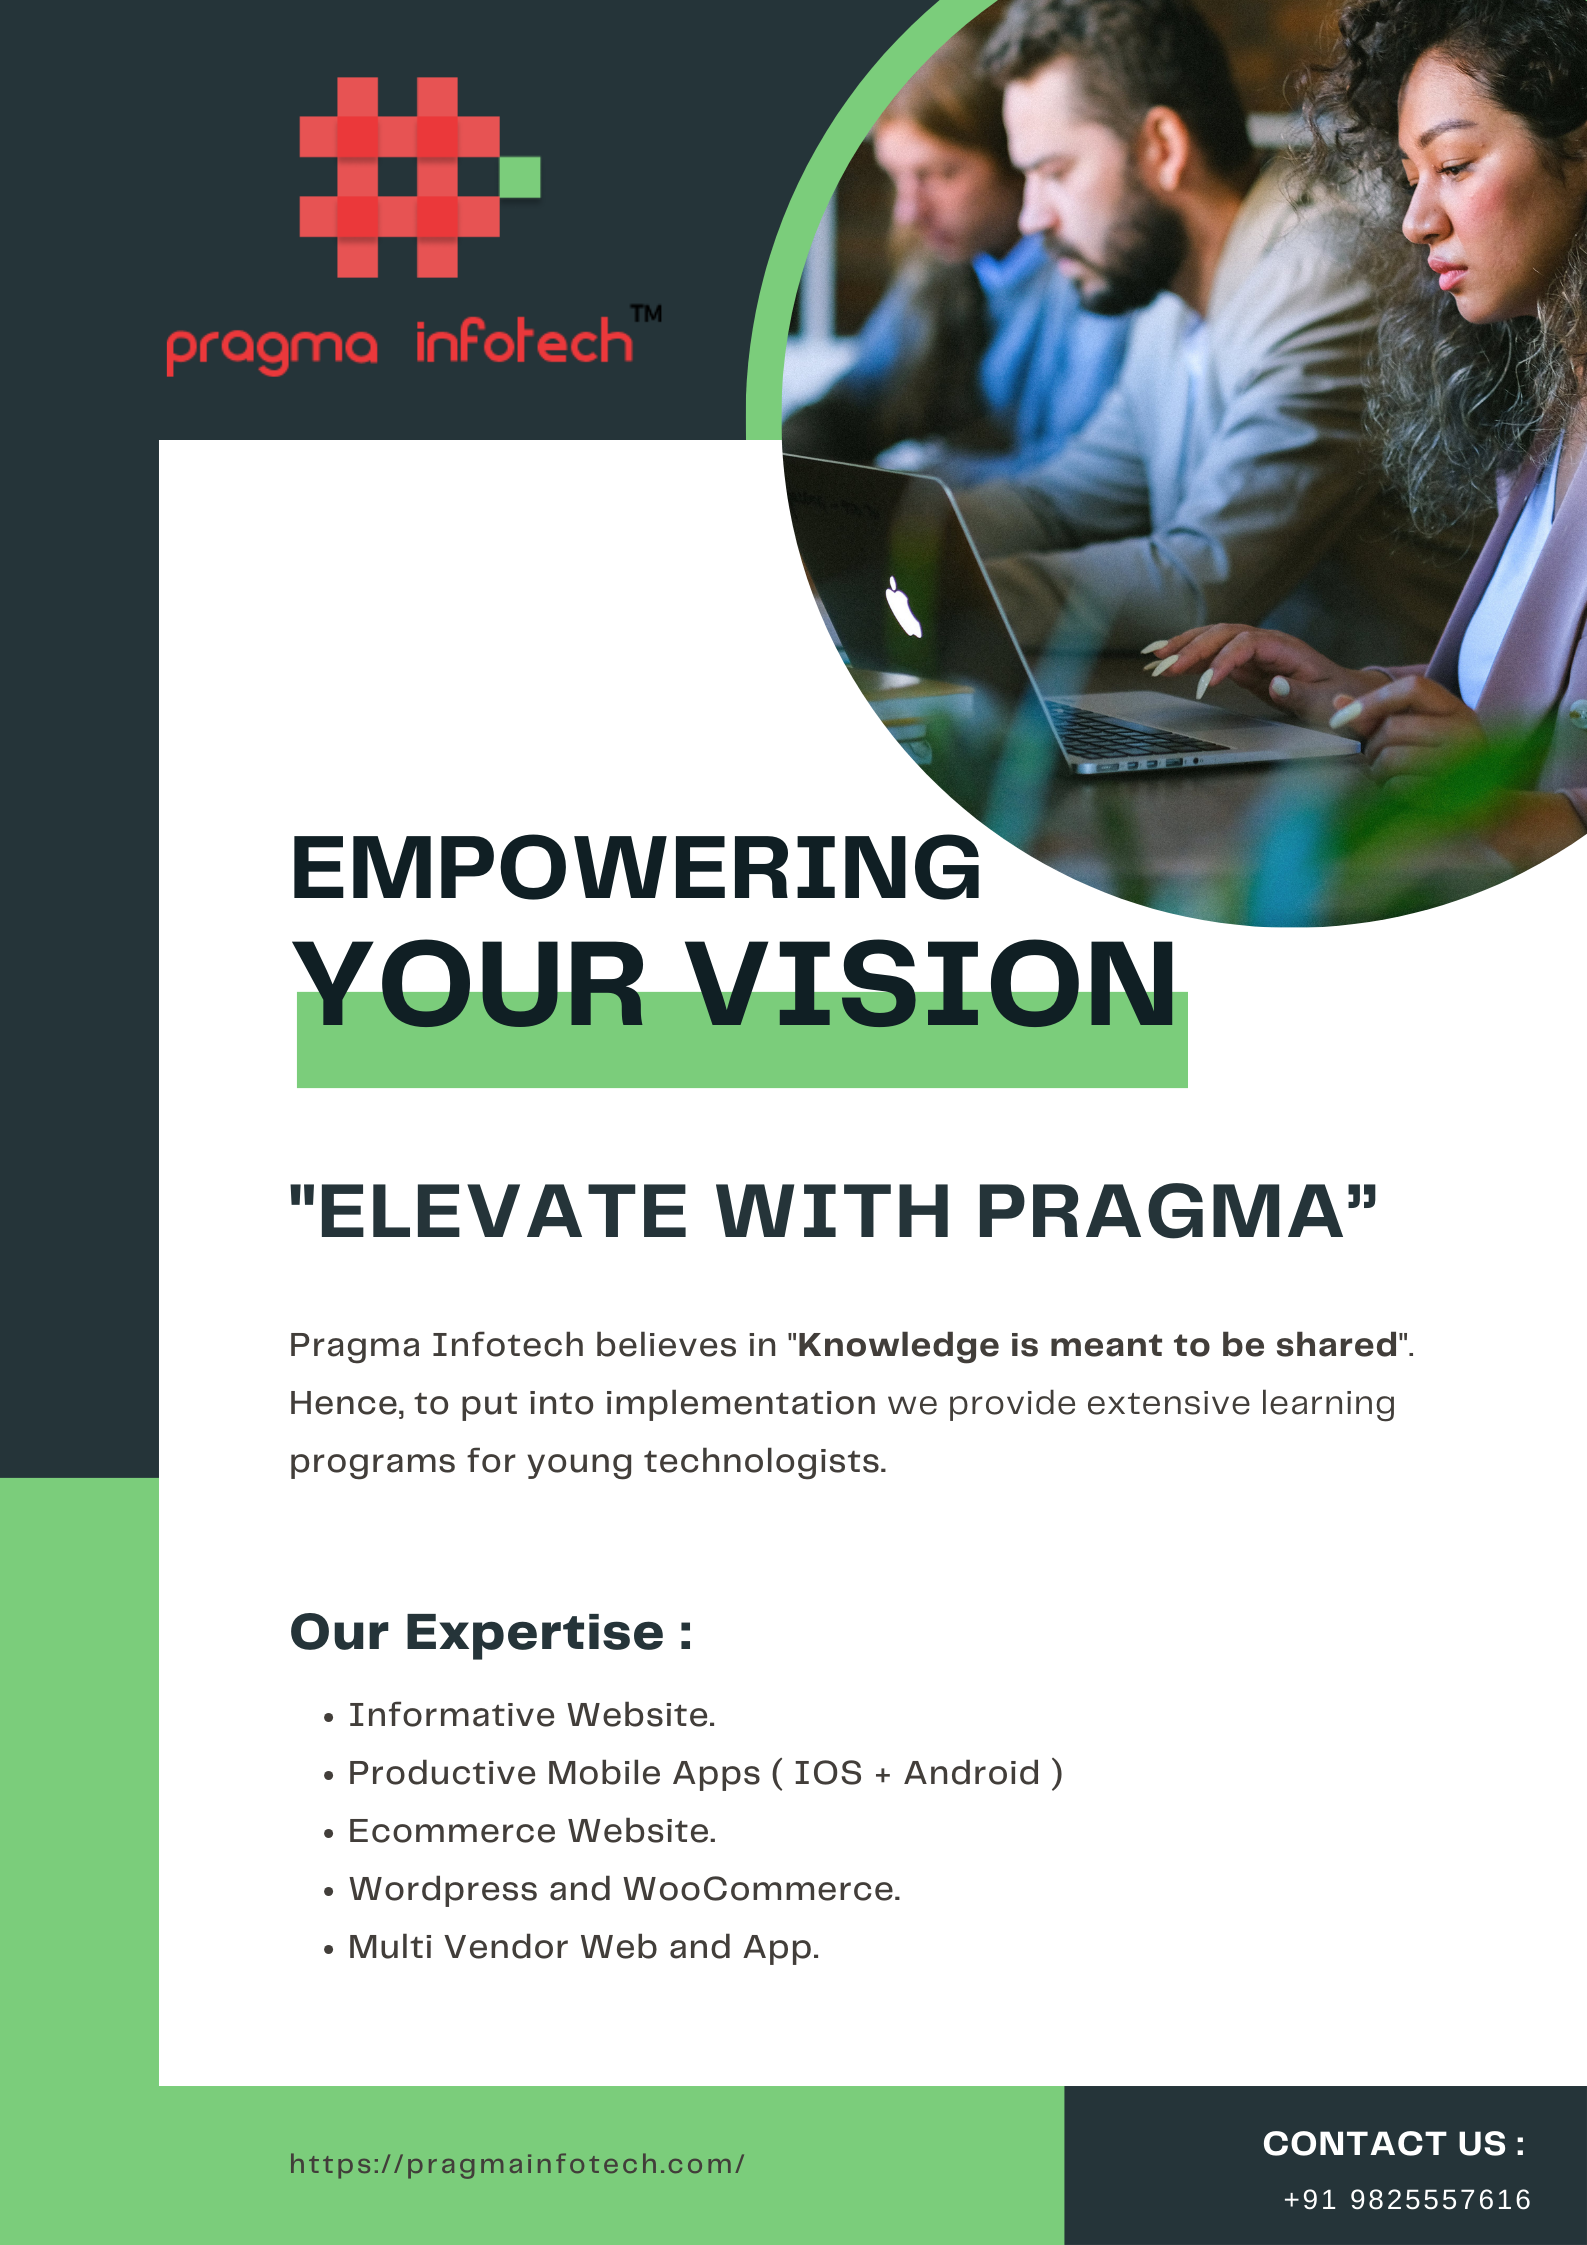 pragma infotech™
EMPOWERING
YOUR VISION
"ELEVATE WITH PRAGMA”
Pragma Infotech believes in "Knowledge is meant to be shared".
Hence, to put into implementation we provide extensive learning
programs for young technologists.
Our Expertise :
• Informative Website.
• Productive Mobile Apps ( IOS + Android )
• Ecommerce Website.
• Wordpress and WooCommerce.
• Multi Vendor Web and App.
https://pragmainfotech.com/
CONTACT US :
+91 9825557616